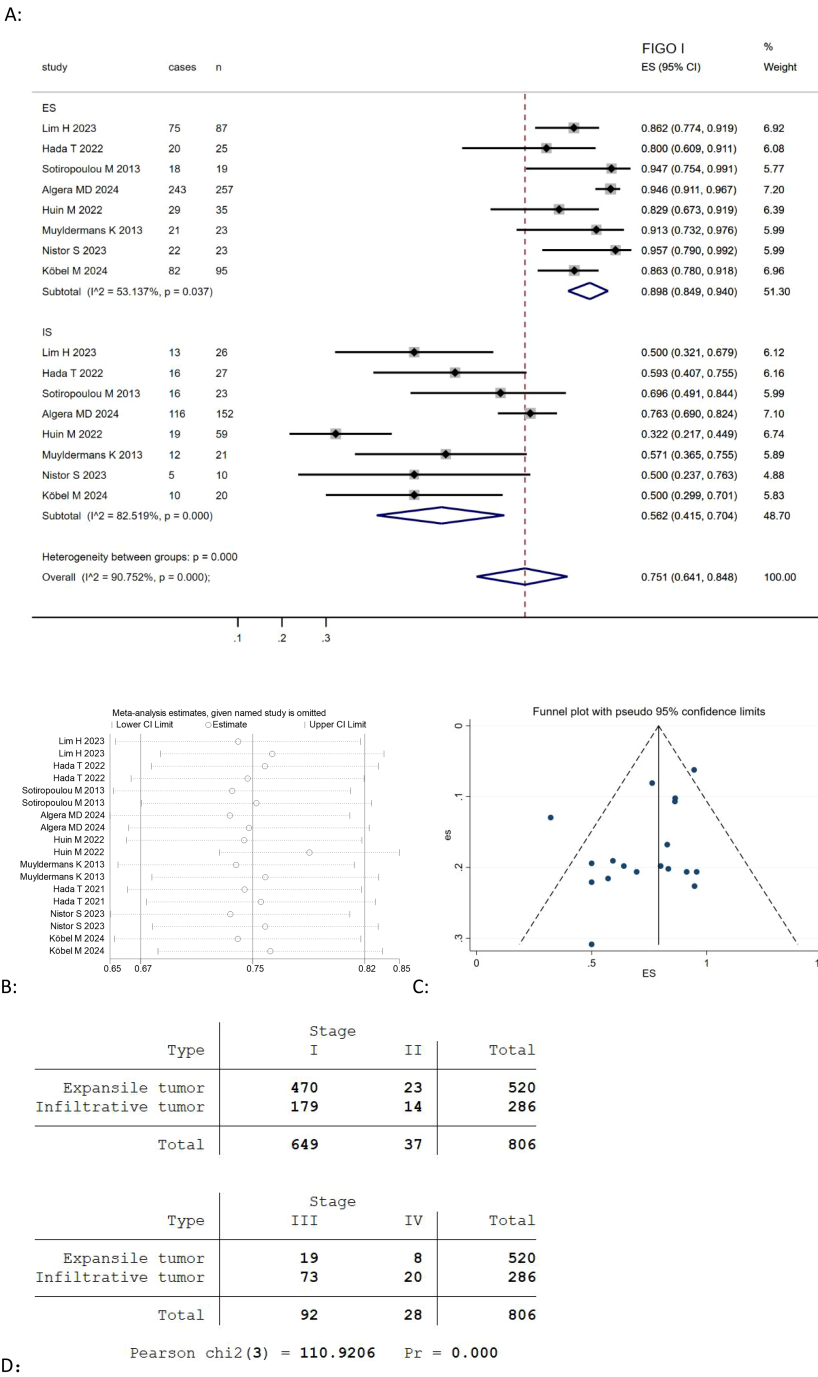 A:
FIGO I %
study cases n ES (95% CI) Weight
ES
Lim H 2023 75 87 0.862 (0.774, 0.919) 6.92
Hada T 2022 20 25 0.800 (0.609, 0.911) 6.08
Sotiropoulou M 2013 18 19 0.947 (0.754, 0.991) 5.77
Algera MD 2024 243 257 0.946 (0.911, 0.967) 7.20
Huin M 2022 29 35 0.829 (0.673, 0.919) 6.39
Muyldermans K 2013 21 23 0.913 (0.732, 0.976) 5.99
Nistor S 2023 22 23 0.957 (0.790, 0.992) 5.99
Köbel M 2024 82 95 0.863 (0.780, 0.918) 6.96
Subtotal (I^2 = 53.137%, p = 0.037) 0.898 (0.849, 0.940) 51.30
IS
Lim H 2023 13 26 0.500 (0.321, 0.679) 6.12
Hada T 2022 16 27 0.593 (0.407, 0.755) 6.16
Sotiropoulou M 2013 16 23 0.696 (0.491, 0.844) 5.99
Algera MD 2024 116 152 0.763 (0.690, 0.824) 7.10
Huin M 2022 19 59 0.322 (0.217, 0.449) 6.74
Muyldermans K 2013 12 21 0.571 (0.365, 0.755) 5.89
Nistor S 2023 5 10 0.500 (0.237, 0.763) 4.88
Köbel M 2024 10 20 0.500 (0.299, 0.701) 5.83
Subtotal (I^2 = 82.519%, p = 0.000) 0.562 (0.415, 0.704) 48.70
Heterogeneity between groups: p = 0.000
Overall (I^2 = 90.752%, p = 0.000); 0.751 (0.641, 0.848) 100.00
.1 .2 .3
Meta-analysis estimates, given named study is omitted
Lower CI Limit Estimate Upper CI Limit
Lim H 2023
Lim H 2023
Hada T 2022
Hada T 2022
Sotiropoulou M 2013
Sotiropoulou M 2013
Algera MD 2024
Algera MD 2024
Huin M 2022
Huin M 2022
Muyldermans K 2013
Muyldermans K 2013
Hada T 2021
Hada T 2021
Nistor S 2023
Nistor S 2023
Köbel M 2024
Köbel M 2024
0.65 0.67 0.75 0.82 0.85
B:
Funnel plot with pseudo 95% confidence limits
0
.1
.2
.3
es
0 .5 1 1
ES
C:
Stage
Type I II Total
Expansile tumor 470 23 520
Infiltrative tumor 179 14 286
Total 649 37 806
Stage
Type III IV Total
Expansile tumor 19 8 520
Infiltrative tumor 73 20 286
Total 92 28 806
Pearson chi2(3) = 110.9206 Pr = 0.000
D: